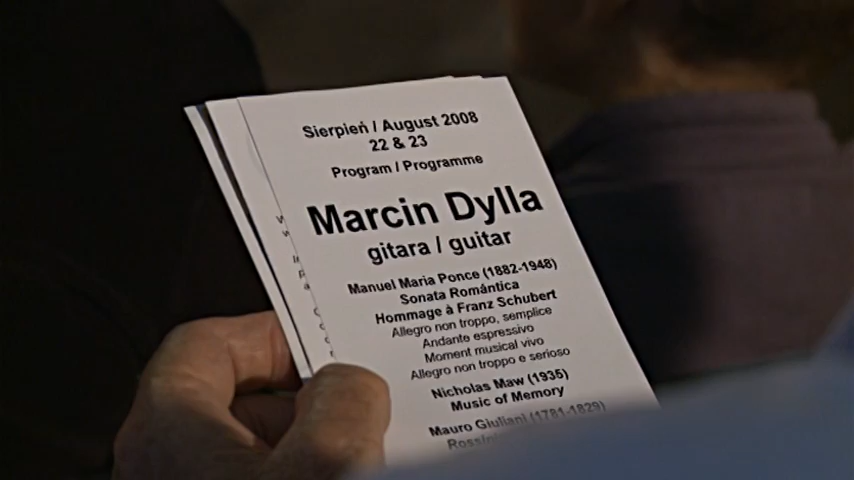 Sierpień / August 2008
22 & 23
Program / Programme
Marcin Dylla
gitara / guitar
Manuel Maria Ponce (1882-1948)
Sonata Romántica
Hommage à Franz Schubert
Allegro non troppo, semplice
Andante espressivo
Moment musical vivo
Allegro non troppo e serioso
Nicholas Maw (1935)
Music of Memory
Mauro Giuliani (1781-1829)